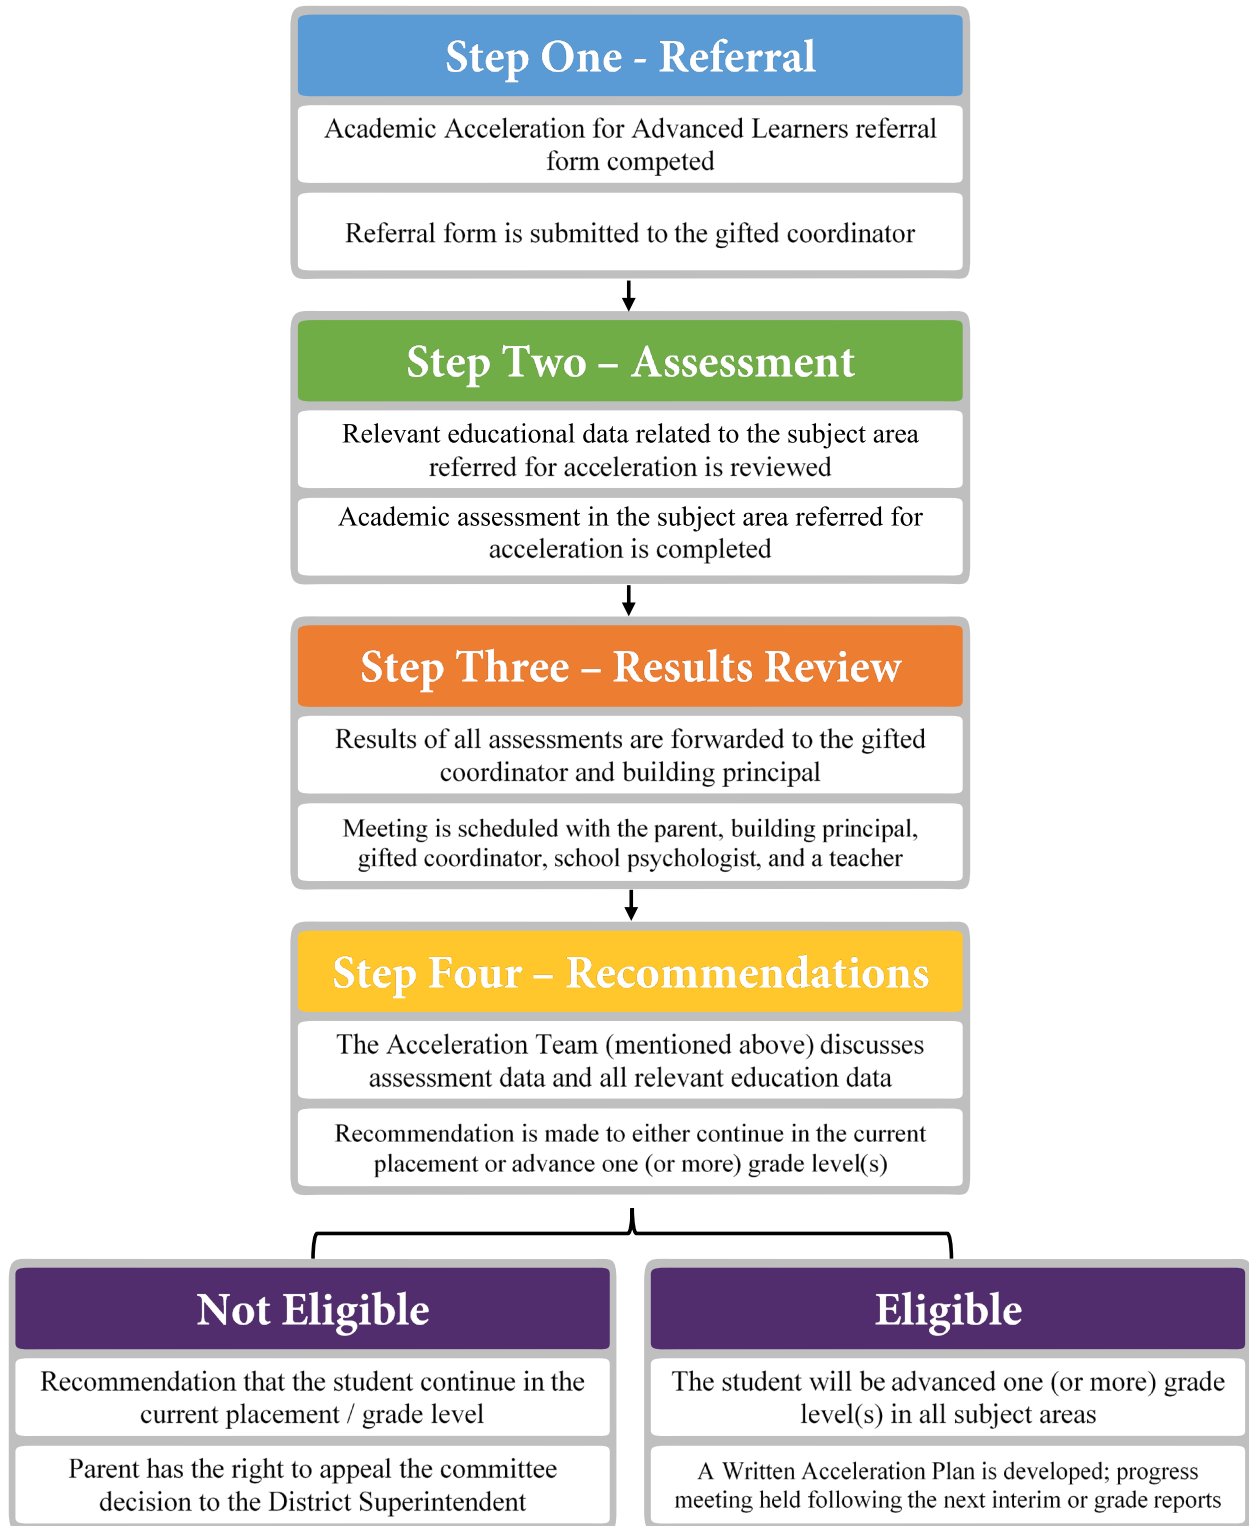 Step One - Referral
Academic Acceleration for Advanced Learners referral
form competed
Referral form is submitted to the gifted coordinator
Step Two – Assessment
Relevant educational data related to the subject area
referred for acceleration is reviewed
Academic assessment in the subject area referred for
acceleration is completed
Step Three – Results Review
Results of all assessments are forwarded to the gifted
coordinator and building principal
Meeting is scheduled with the parent, building principal,
gifted coordinator, school psychologist, and a teacher
Step Four – Recommendations
The Acceleration Team (mentioned above) discusses
assessment data and all relevant education data
Recommendation is made to either continue in the current
placement or advance one (or more) grade level(s)
Not Eligible
Recommendation that the student continue in the
current placement / grade level
Parent has the right to appeal the committee
decision to the District Superintendent
Eligible
The student will be advanced one (or more) grade
level(s) in all subject areas
A Written Acceleration Plan is developed; progress
meeting held following the next interim or grade reports